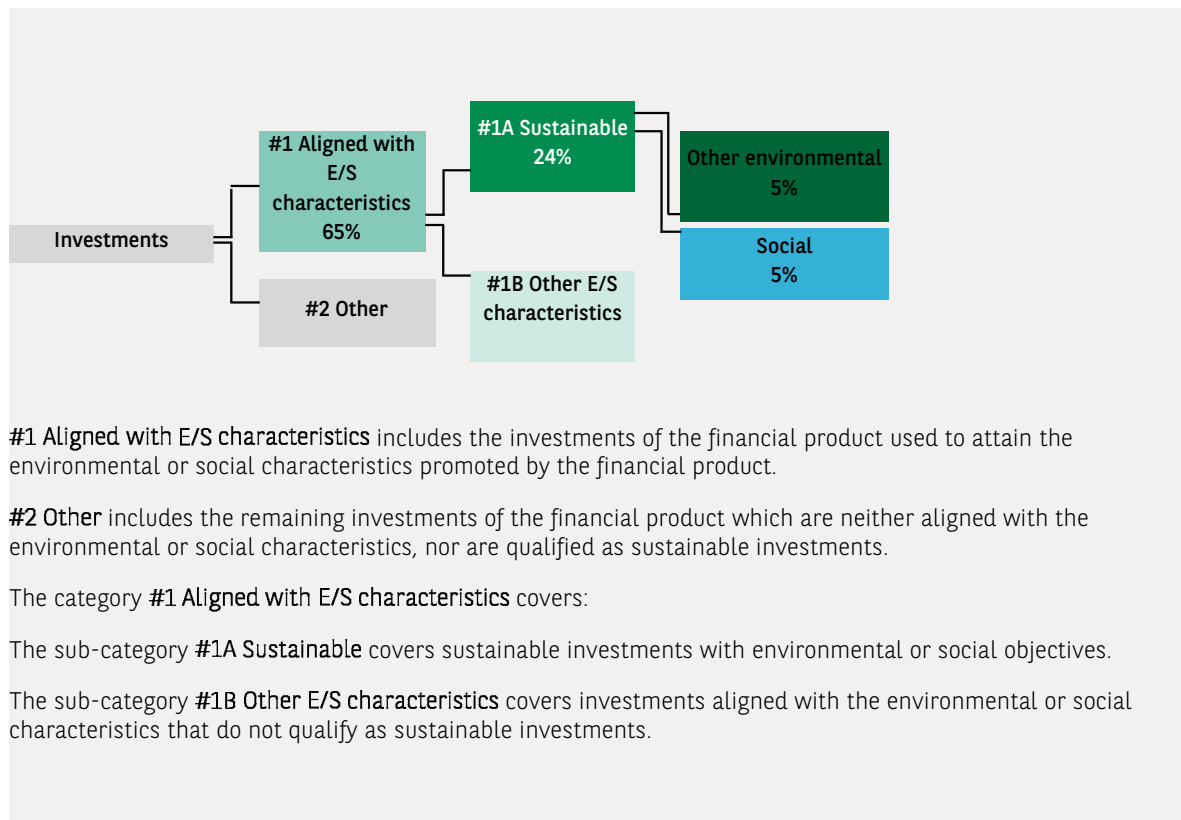 #1A Sustainable
24%
#1 Aligned with
E/S
characteristics
65%
Other environmental
5%
Investments
Social
5%
#1B Other E/S
characteristics
#2 Other
#1 Aligned with E/S characteristics includes the investments of the financial product used to attain the
environmental or social characteristics promoted by the financial product.
#2 Other includes the remaining investments of the financial product which are neither aligned with the
environmental or social characteristics, nor are qualified as sustainable investments.
The category #1 Aligned with E/S characteristics covers:
The sub-category #1A Sustainable covers sustainable investments with environmental or social objectives.
The sub-category #1B Other E/S characteristics covers investments aligned with the environmental or social
characteristics that do not qualify as sustainable investments.